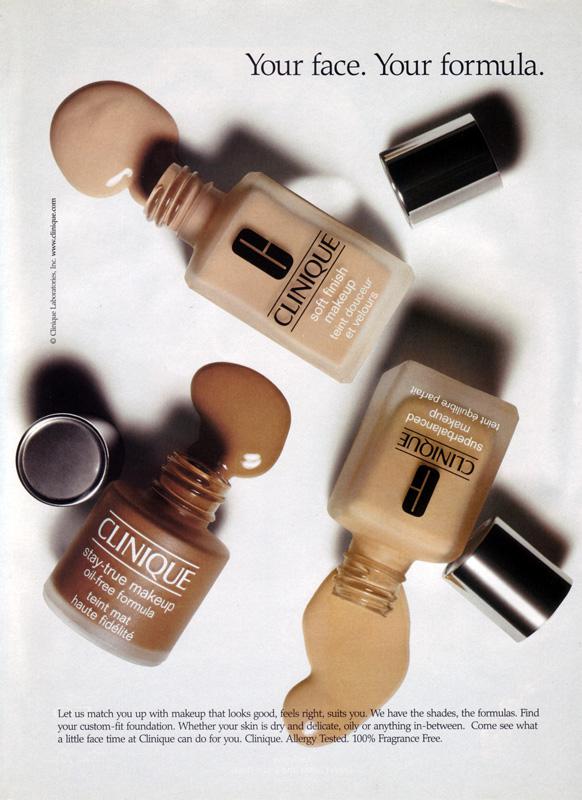 Your face. Your formula.
© Clinique Laboratories, Inc. www.clinique.com
CLINIQUE
soft finish
makeup
teint douceur
et velours
CLINIQUE
superbalanced
makeup
teint équilibre parfait
CLINIQUE
stay-true makeup
oil-free formula
teint mat
haute fidélité
Let us match you up with makeup that looks good, feels right, suits you. We have the shades, the formulas. Find
your custom-fit foundation. Whether your skin is dry and delicate, oily or anything in-between. Come see what
a little face time at Clinique can do for you. Clinique. Allergy Tested. 100% Fragrance Free.